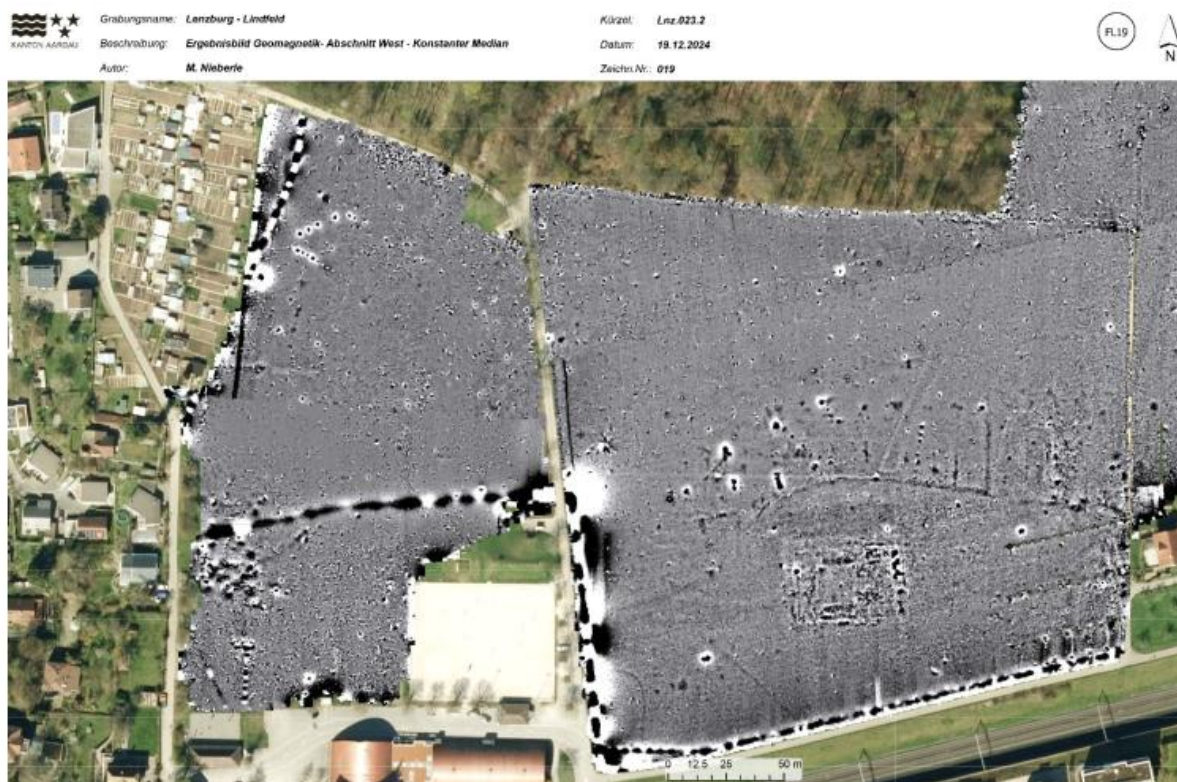 Grabungsname: Lenzburg - Lindfeld Kürzel: Lnz.023.2
Beschreibung: Ergebnisbild Geomagnetik- Abschnitt West - Konstanter Median Datum: 19.12.2024
Autor: M. Nieberle Zeichn.Nr.: 019
KANTON AARGAU
FL19
N
0 12.5 25 50 m